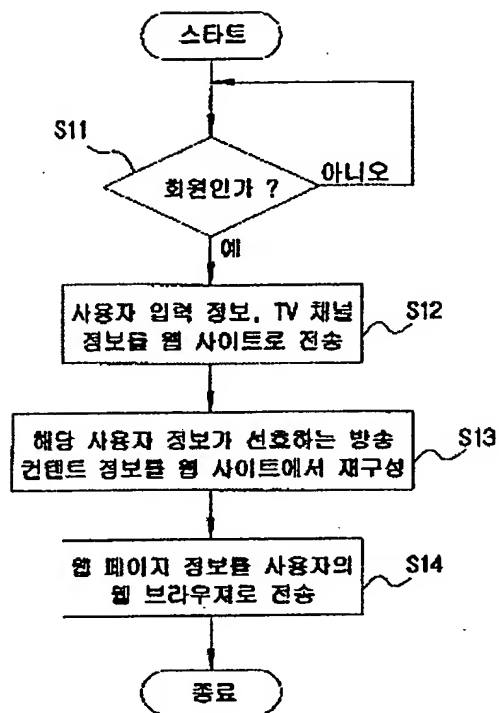 스타트
S11
회원인가 ?
아니오
예
사용자 입력 정보, TV 채널
정보를 웹 사이트로 전송
S12
해당 사용자 정보가 선호하는 방송
컨텐트 정보를 웹 사이트에서 재구성
S13
웹 페이지 정보를 사용자의
웹 브라우져로 전송
S14
종료